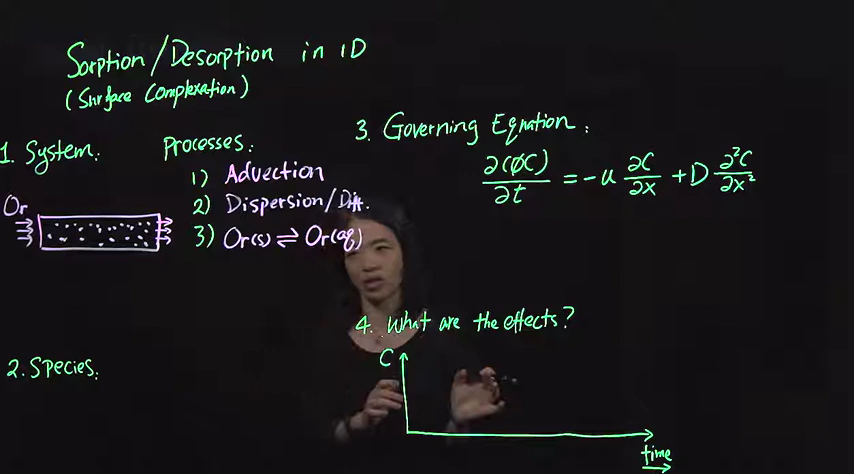 Sorption/Desorption in 1D
(Surface Complexation)
1. System:
Or
Processes:
1) Advection
2) Dispersion/Diff.
3) Or(s) ⇌ Or(aq)
2. Species:
3. Governing Equation:
∂(ØC)/∂t = -u ∂C/∂x + D ∂²C/∂x²
4. What are the effects?
C
time